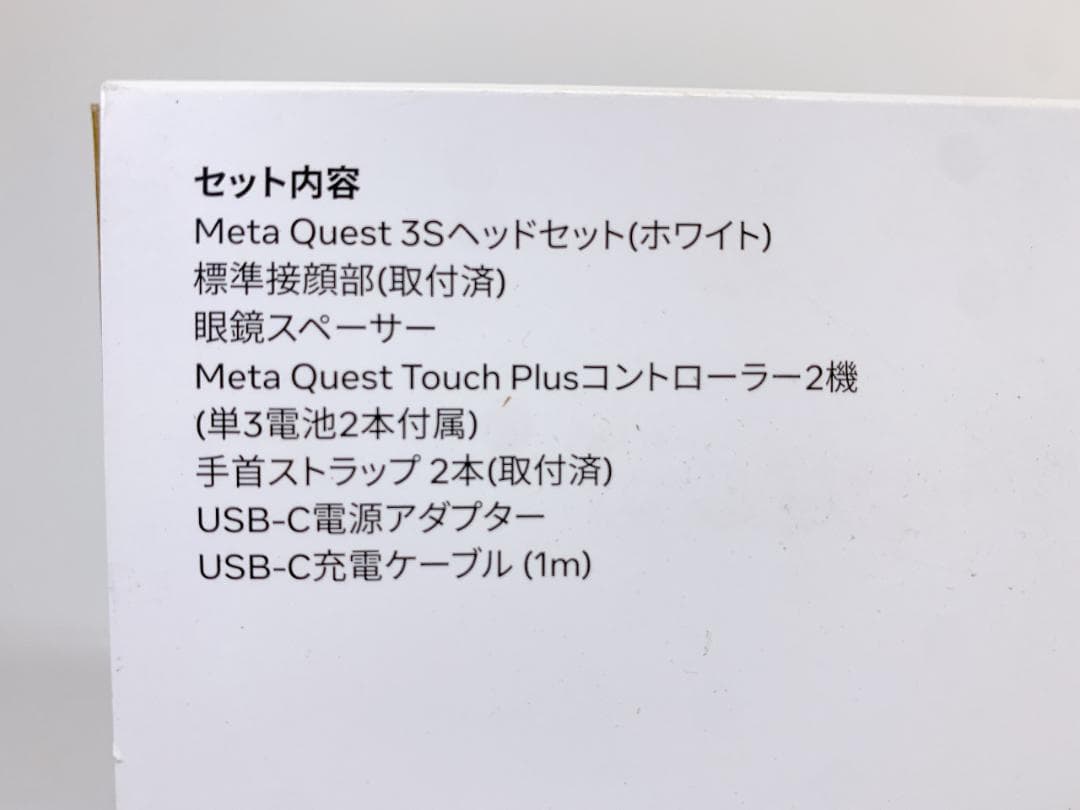 セット内容
Meta Quest 3Sヘッドセット(ホワイト)
標準接顔部(取付済)
眼鏡スペーサー
Meta Quest Touch Plusコントローラー2機
(単3電池2本付属)
手首ストラップ 2本(取付済)
USB-C電源アダプター
USB-C充電ケーブル (1m)